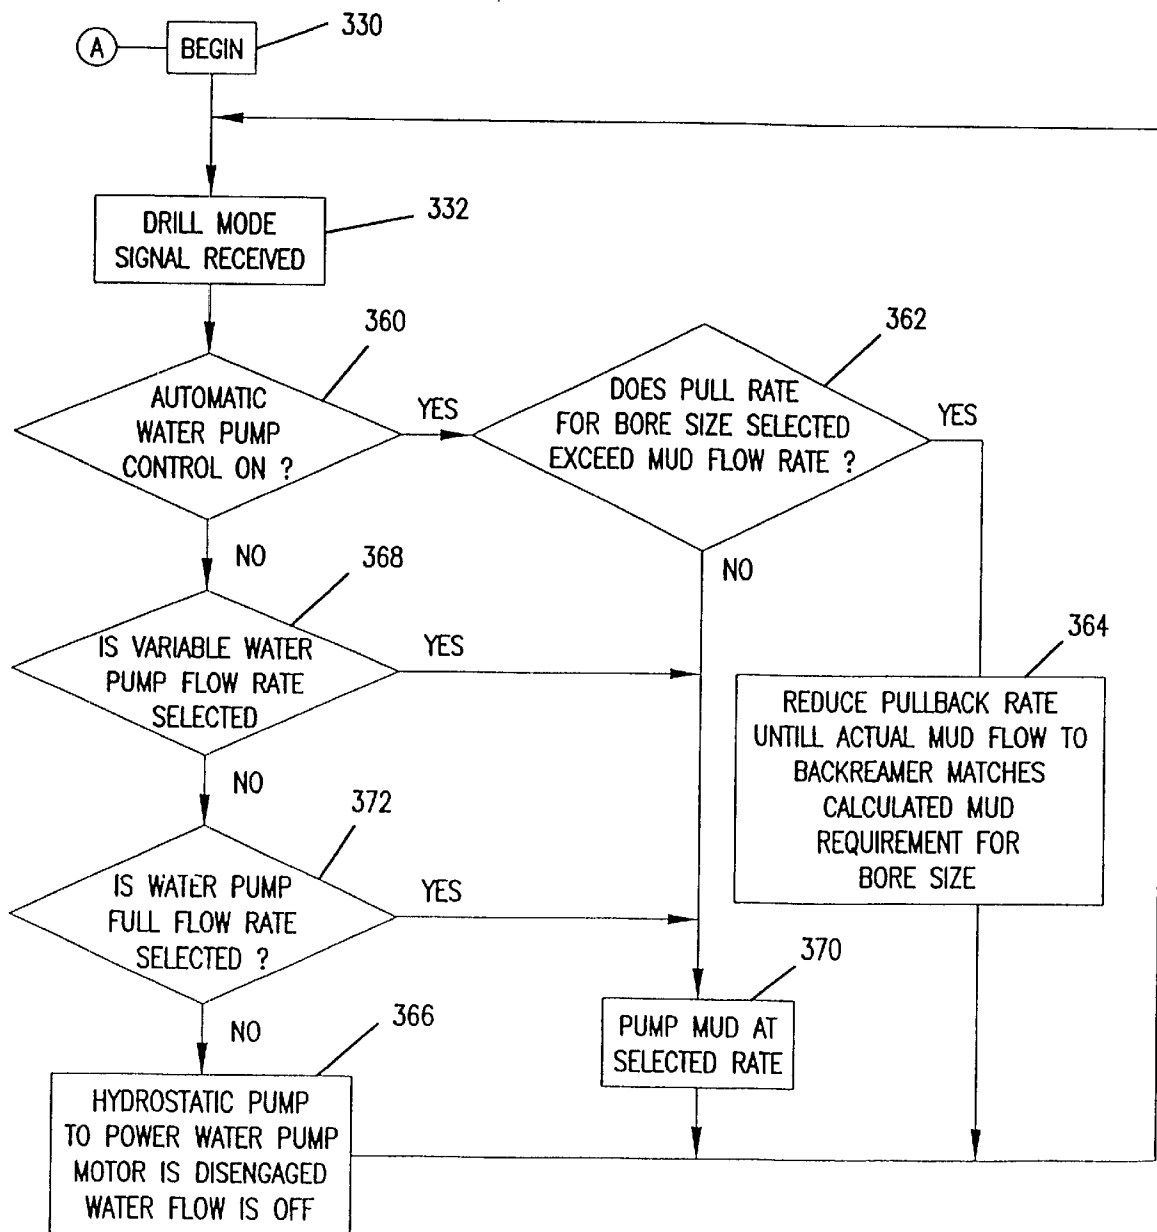 330
A
BEGIN
332
DRILL MODE
SIGNAL RECEIVED
360
AUTOMATIC
WATER PUMP
CONTROL ON ?
YES
362
DOES PULL RATE
FOR BORE SIZE SELECTED
EXCEED MUD FLOW RATE ?
YES
NO
NO
368
IS VARIABLE WATER
PUMP FLOW RATE
SELECTED
YES
364
REDUCE PULLBACK RATE
UNTILL ACTUAL MUD FLOW TO
BACKREAMER MATCHES
CALCULATED MUD
REQUIREMENT FOR
BORE SIZE
NO
372
IS WATER PUMP
FULL FLOW RATE
SELECTED ?
YES
370
PUMP MUD AT
SELECTED RATE
NO
366
HYDROSTATIC PUMP
TO POWER WATER PUMP
MOTOR IS DISENGAGED
WATER FLOW IS OFF